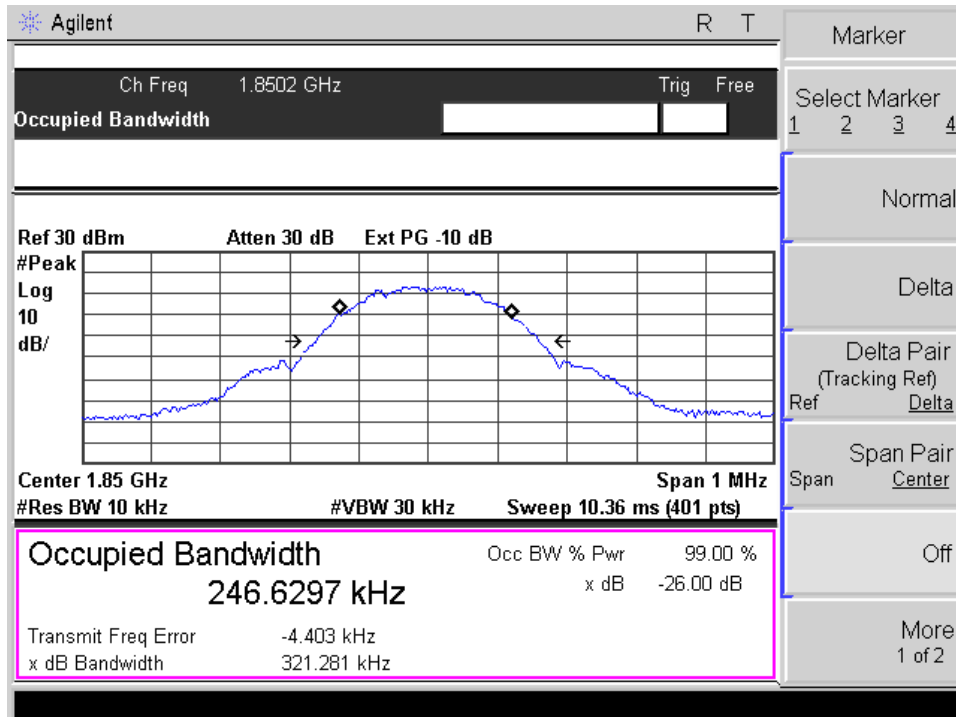 Agilent R T
Ch Freq 1.8502 GHz Trig Free
Occupied Bandwidth
Ref 30 dBm Atten 30 dB Ext PG -10 dB
#Peak
Log
10
dB/
Center 1.85 GHz Span 1 MHz
#Res BW 10 kHz #VBW 30 kHz Sweep 10.36 ms (401 pts)
Occupied Bandwidth
246.6297 kHz
Occ BW % Pwr 99.00 %
x dB -26.00 dB
Transmit Freq Error -4.403 kHz
x dB Bandwidth 321.281 kHz
Marker
Select Marker
1 2 3 4
Normal
Delta
Delta Pair
(Tracking Ref)
Ref Delta
Span Pair
Span Center
Off
More
1 of 2